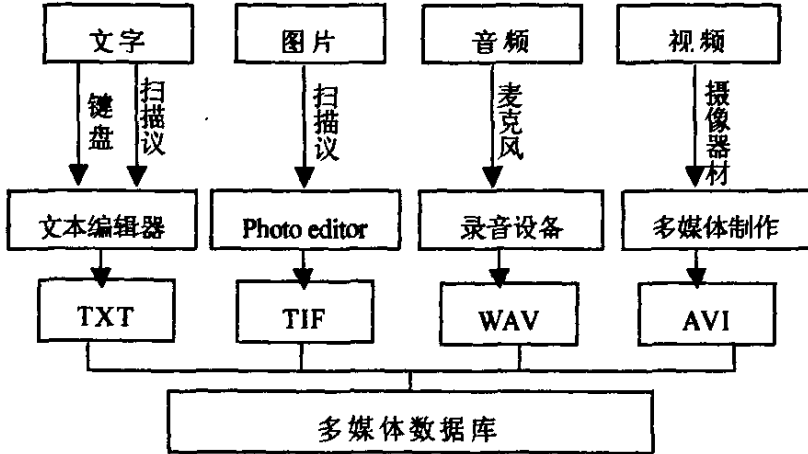 文字 图片 音频 视频
键盘 扫描议 扫描议 麦克风 摄像器材
文本编辑器 Photo editor 录音设备 多媒体制作
TXT TIF WAV AVI
多媒体数据库